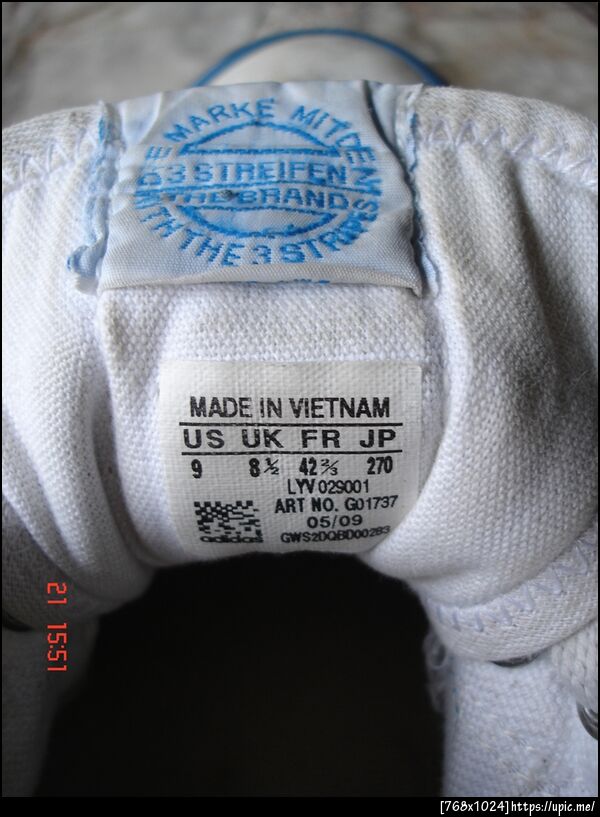 DIE MARKE MIT DEN
3 STREIFEN
THE BRAND
WITH THE 3 STRIPES
MADE IN VIETNAM
US UK FR JP
9 8½ 42⅔ 270
LYV 029001
ART NO. G01737
05/09
adidas GWS2DQBD00283
21 15:51
[768x1024]https://upic.me/